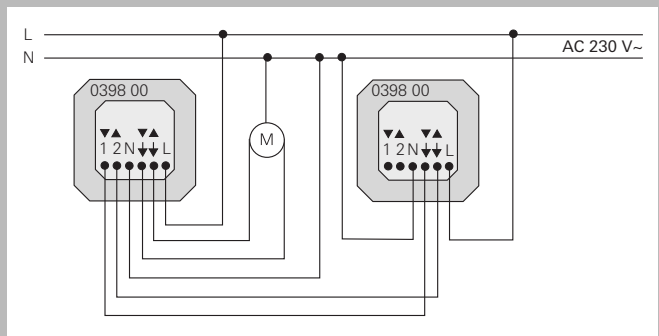 L
N
AC 230 V~
0398 00
▼▲ ▼▲
1 2 N L
M
0398 00
▼▲ ▼▲
1 2 N L